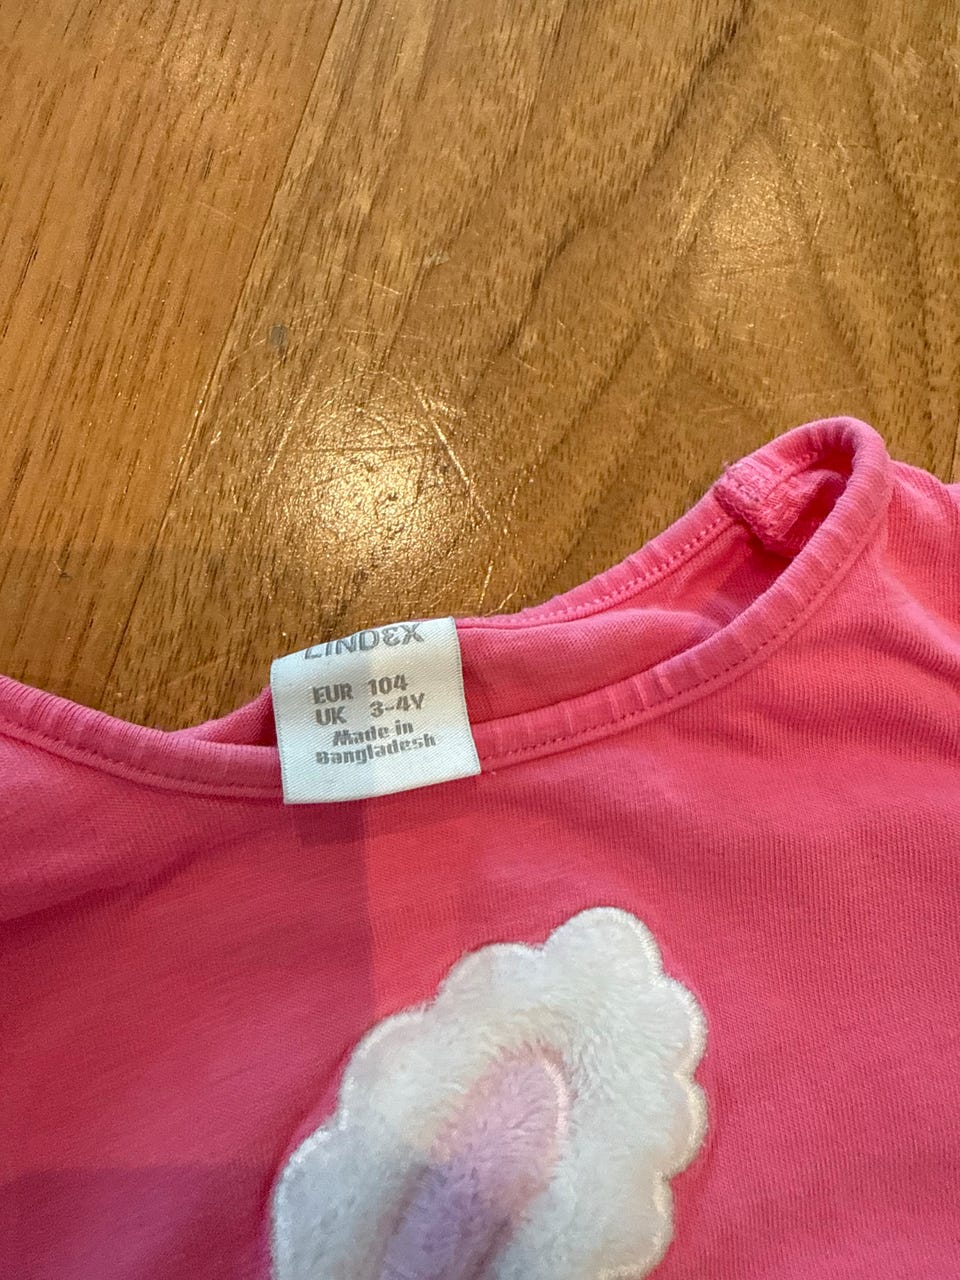 LINDEX
EUR 104
UK 3-4Y
Made in
Bangladesh